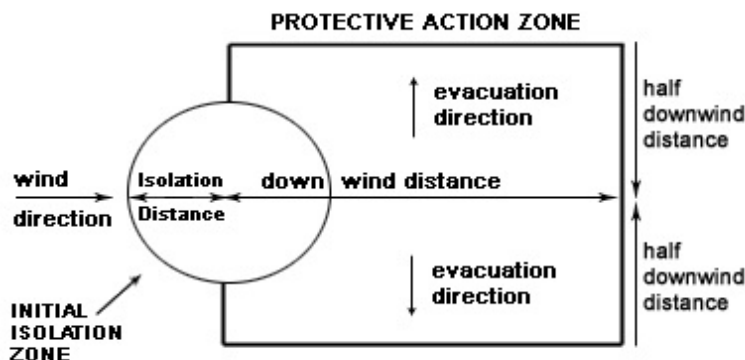 PROTECTIVE ACTION ZONE
evacuation
direction
half
downwind
distance
wind
direction
Isolation
Distance
down wind distance
evacuation
direction
half
downwind
distance
INITIAL
ISOLATION
ZONE